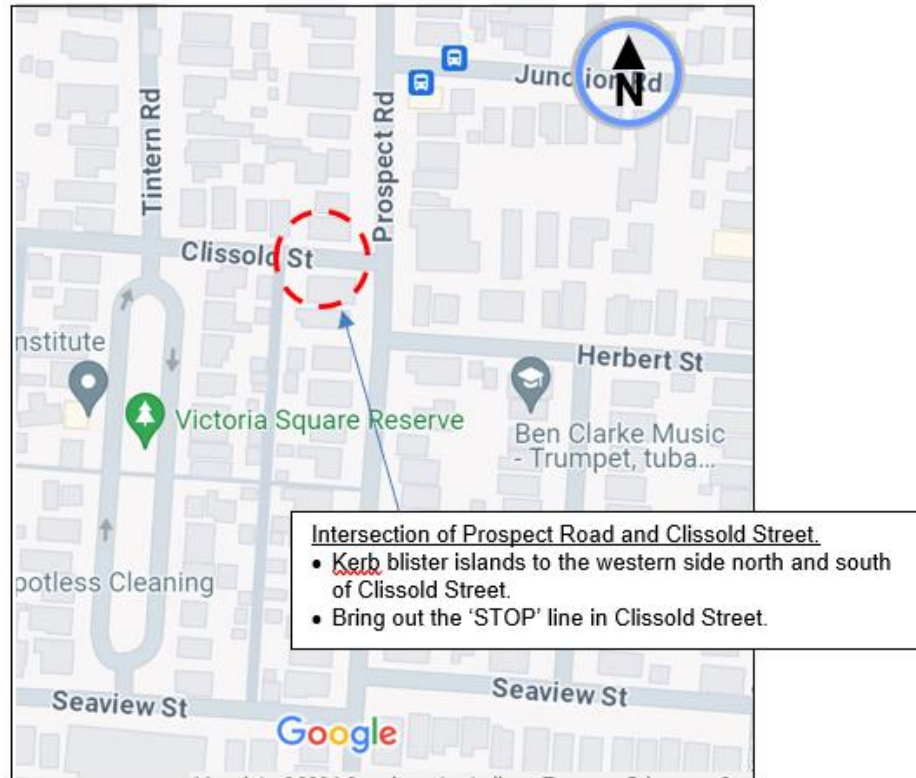 Junction Rd
N
Tintern Rd
Prospect Rd
Clissold St
Herbert St
nstitute
Victoria Square Reserve
Ben Clarke Music
- Trumpet, tuba...
Intersection of Prospect Road and Clissold Street.
• Kerb blister islands to the western side north and south
of Clissold Street.
• Bring out the ‘STOP’ line in Clissold Street.
potless Cleaning
Seaview St
Seaview St
Google